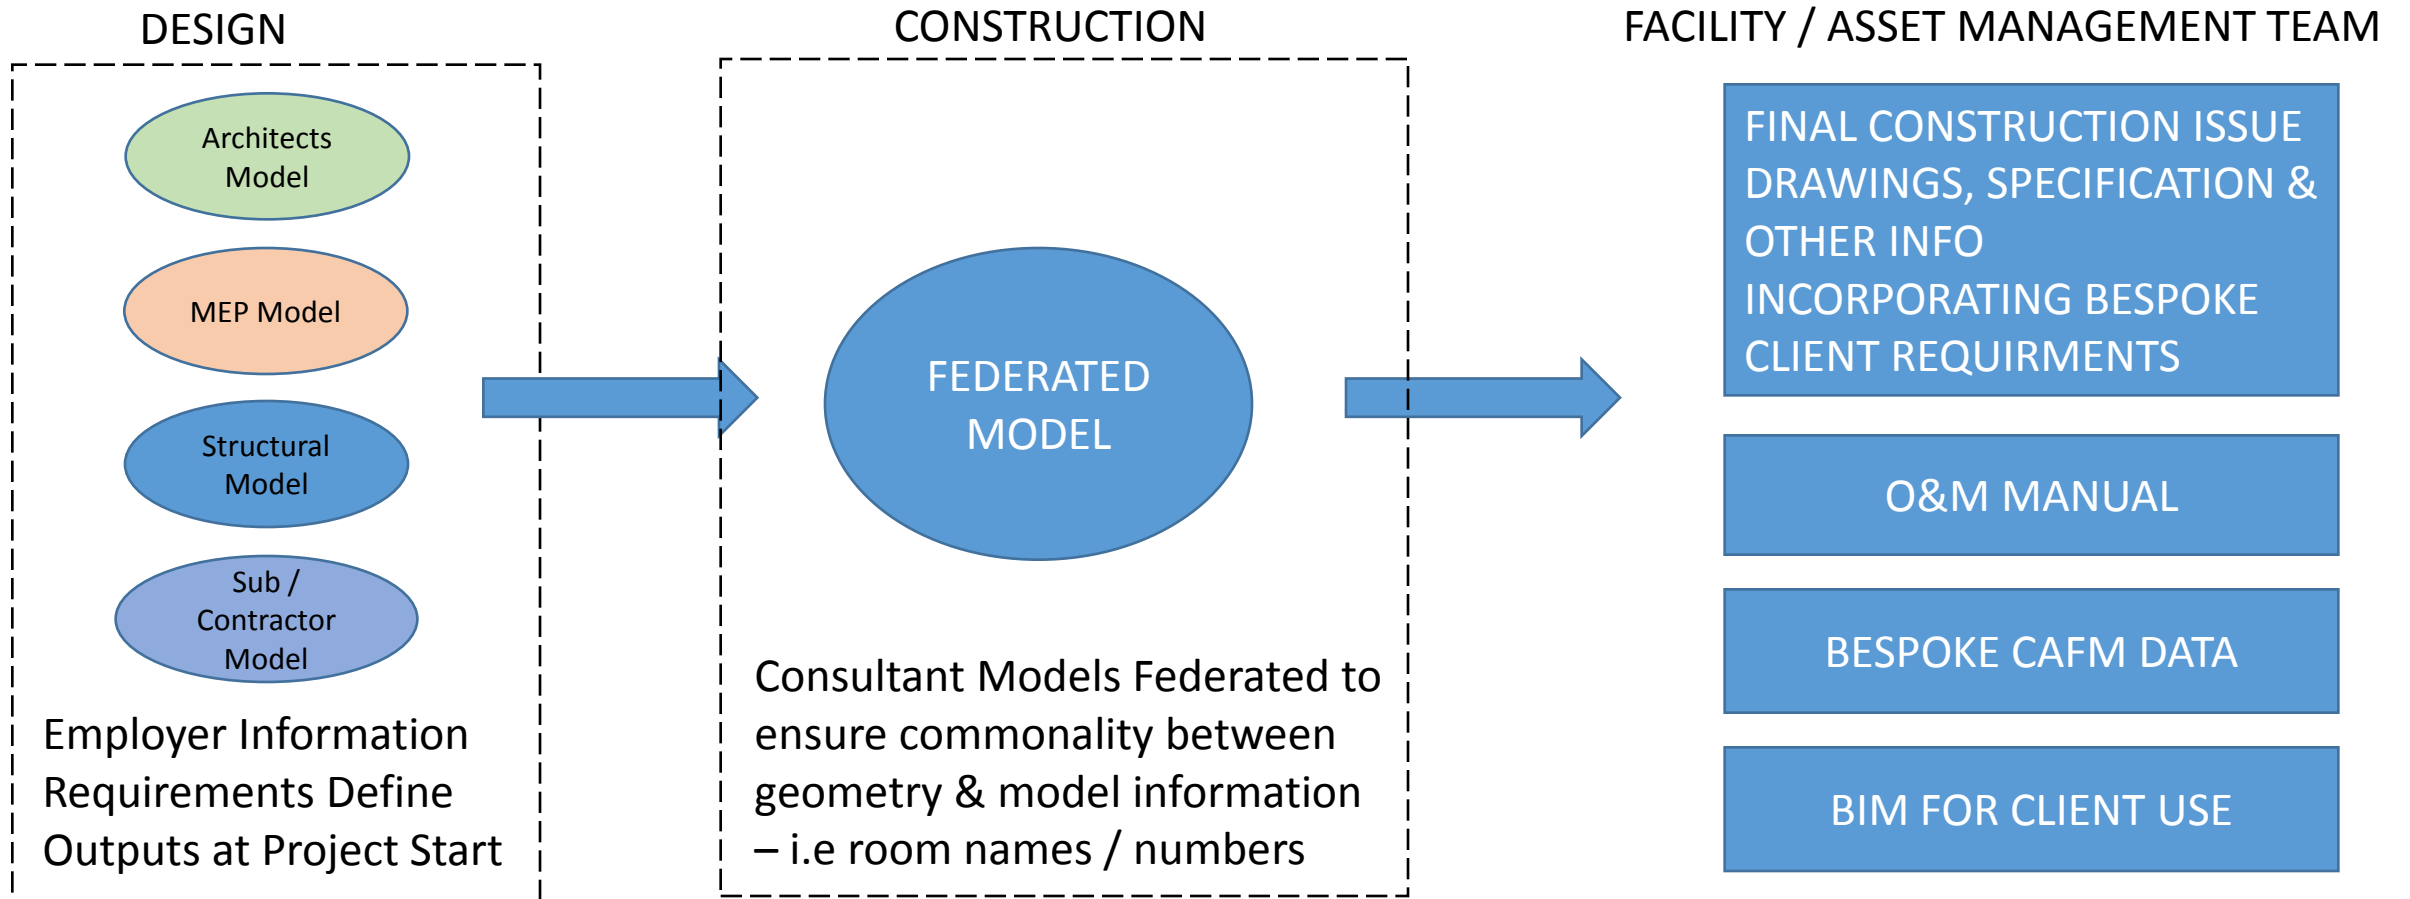 DESIGN
Architects
Model
MEP Model
Structural
Model
Sub /
Contractor
Model
Employer Information
Requirements Define
Outputs at Project Start
CONSTRUCTION
FEDERATED
MODEL
Consultant Models Federated to
ensure commonality between
geometry & model information
– i.e room names / numbers
FACILITY / ASSET MANAGEMENT TEAM
FINAL CONSTRUCTION ISSUE
DRAWINGS, SPECIFICATION &
OTHER INFO
INCORPORATING BESPOKE
CLIENT REQUIRMENTS
O&M MANUAL
BESPOKE CAFM DATA
BIM FOR CLIENT USE